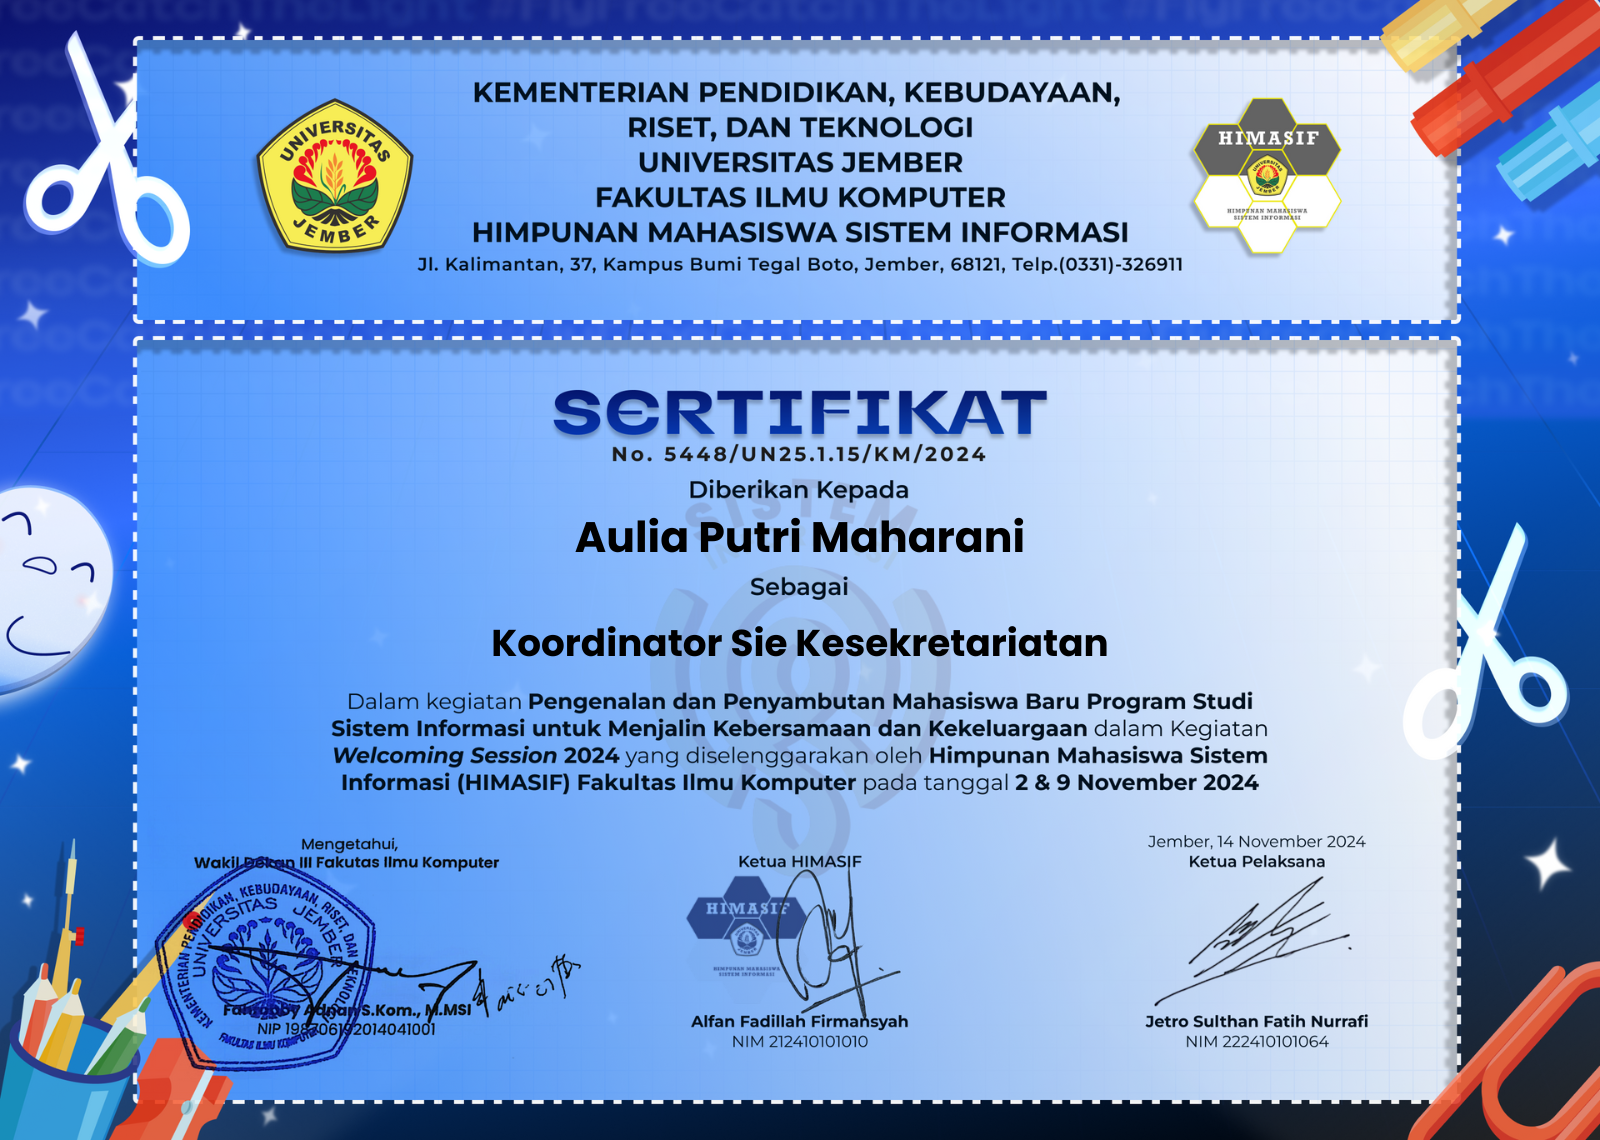 #FlyFreeCatchTheLight #FlyFreeCatchTheLight
KEMENTERIAN PENDIDIKAN, KEBUDAYAAN,
RISET, DAN TEKNOLOGI
UNIVERSITAS JEMBER
FAKULTAS ILMU KOMPUTER
HIMPUNAN MAHASISWA SISTEM INFORMASI
Jl. Kalimantan, 37, Kampus Bumi Tegal Boto, Jember, 68121, Telp.(0331)-326911
UNIVERSITAS
JEMBER
HIMASIF
UNIVERSITAS
JEMBER
HIMPUNAN MAHASISWA
SISTEM INFORMASI
SERTIFIKAT
No. 5448/UN25.1.15/KM/2024
Diberikan Kepada
SISTEM
Aulia Putri Maharani
Sebagai
Koordinator Sie Kesekretariatan
Dalam kegiatan Pengenalan dan Penyambutan Mahasiswa Baru Program Studi
Sistem Informasi untuk Menjalin Kebersamaan dan Kekeluargaan dalam Kegiatan
Welcoming Session 2024 yang diselenggarakan oleh Himpunan Mahasiswa Sistem
Informasi (HIMASIF) Fakultas Ilmu Komputer pada tanggal 2 & 9 November 2024
Mengetahui,
Wakil Dekan III Fakutas Ilmu Komputer
KEMENTERIAN PENDIDIKAN, KEBUDAYAAN, RISET, DAN TEKNOLOGI
UNIVERSITAS JEMBER
FAKULTAS ILMU KOMPUTER
Adnan S.Kom., M.MSI
NIP 198706192014041001
Ketua HIMASIF
HIMASIF
HIMPUNAN MAHASISWA
SISTEM INFORMASI
Alfan Fadillah Firmansyah
NIM 212410101010
Jember, 14 November 2024
Ketua Pelaksana
Jetro Sulthan Fatih Nurrafi
NIM 222410101064